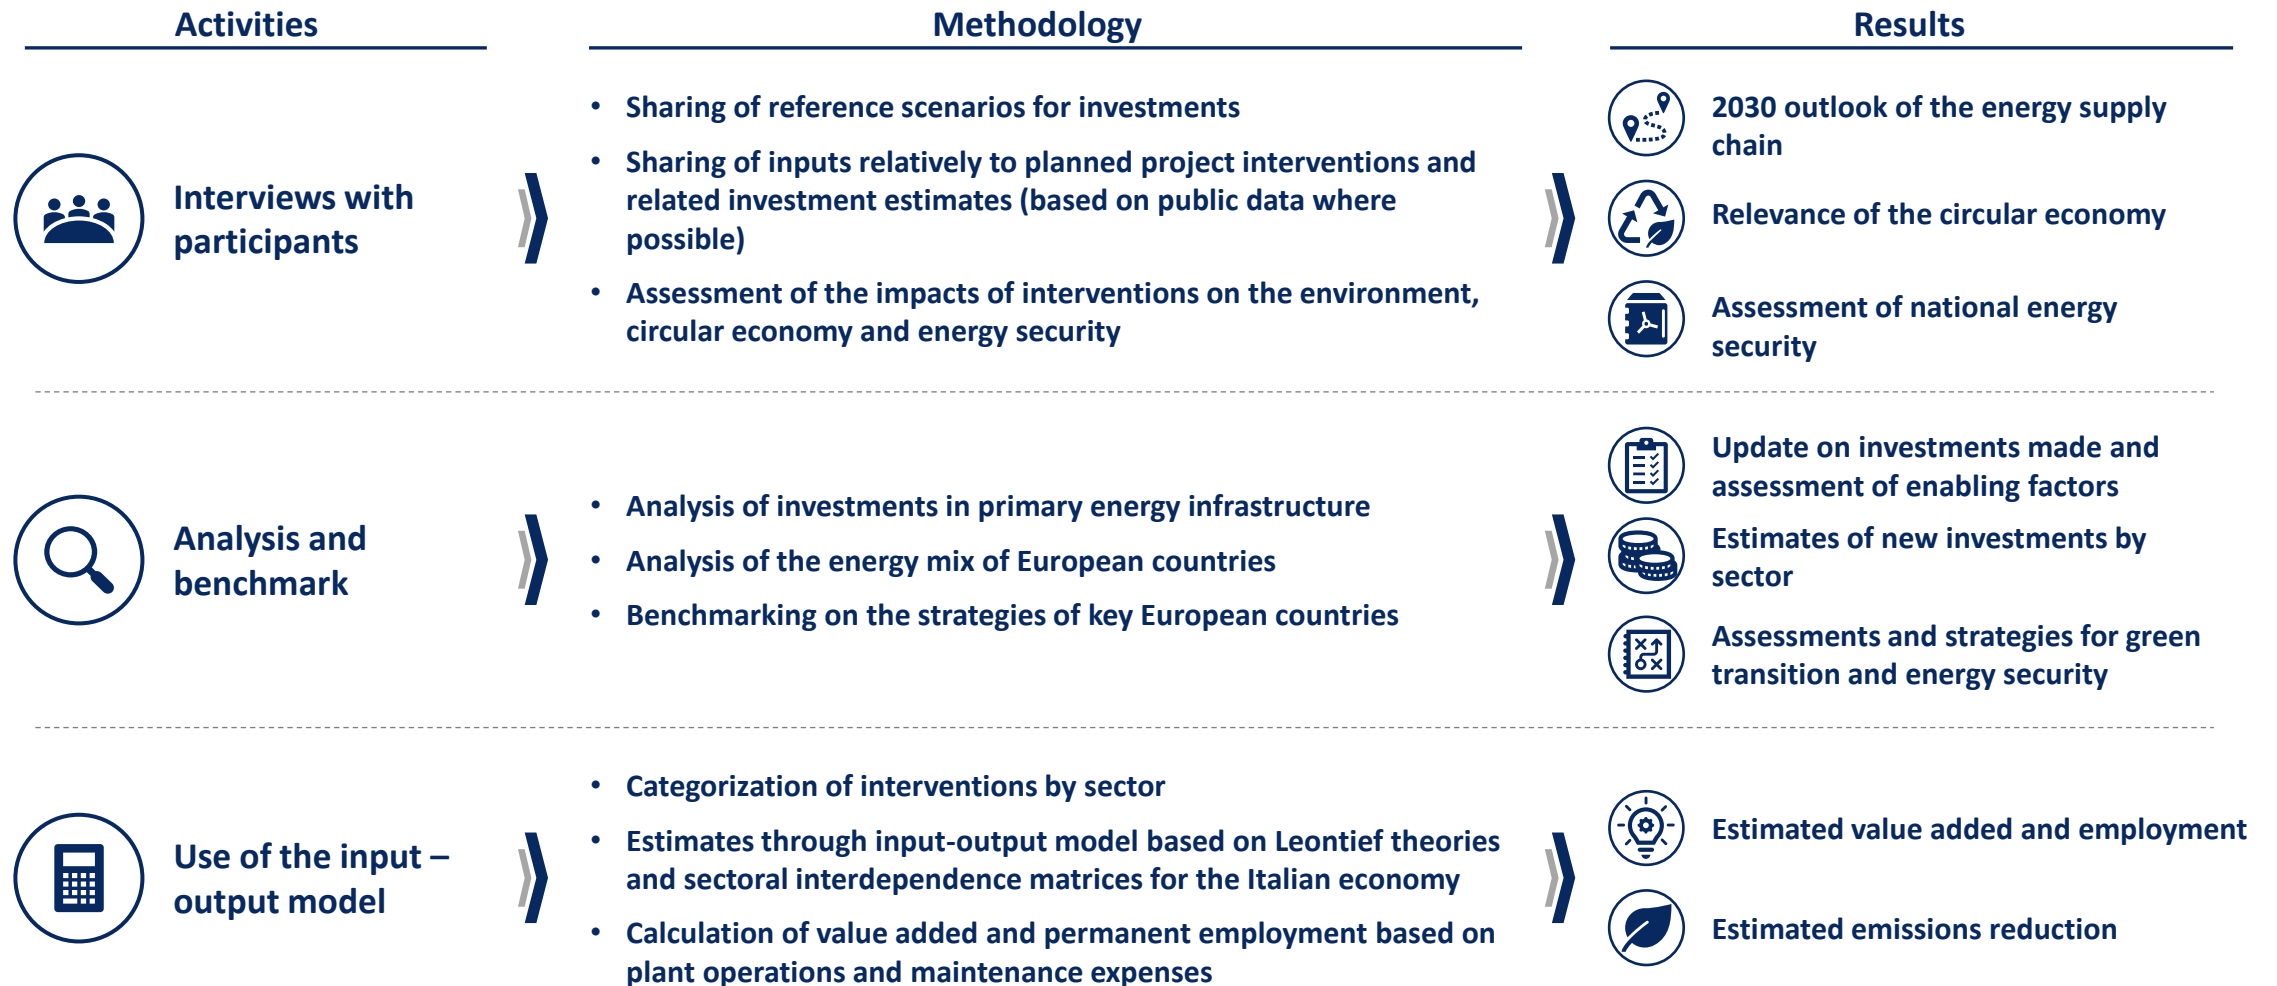 Activities
Methodology
Results
Interviews with
participants
• Sharing of reference scenarios for investments
• Sharing of inputs relatively to planned project interventions and
related investment estimates (based on public data where
possible)
• Assessment of the impacts of interventions on the environment,
circular economy and energy security
2030 outlook of the energy supply
chain
Relevance of the circular economy
Assessment of national energy
security
Analysis and
benchmark
• Analysis of investments in primary energy infrastructure
• Analysis of the energy mix of European countries
• Benchmarking on the strategies of key European countries
Update on investments made and
assessment of enabling factors
Estimates of new investments by
sector
Assessments and strategies for green
transition and energy security
Use of the input –
output model
• Categorization of interventions by sector
• Estimates through input-output model based on Leontief theories
and sectoral interdependence matrices for the Italian economy
• Calculation of value added and permanent employment based on
plant operations and maintenance expenses
Estimated value added and employment
Estimated emissions reduction